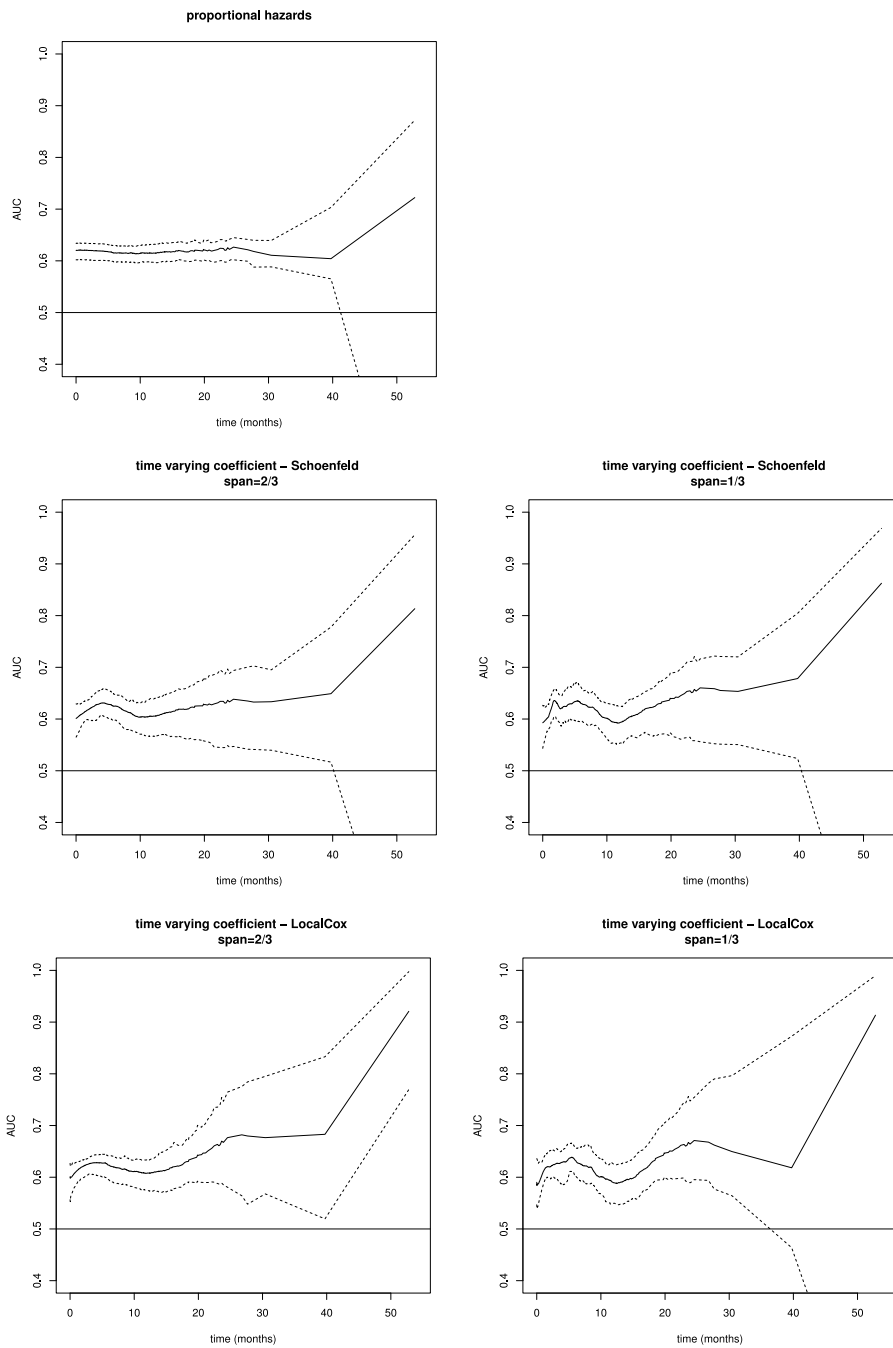 proportional hazards
1.0
0.9
0.8
0.7
0.6
0.5
0.4
AUC
0 10 20 30 40 50
time (months)
time varying coefficient – Schoenfeld
span=2/3
1.0
0.9
0.8
0.7
0.6
0.5
0.4
AUC
0 10 20 30 40 50
time (months)
time varying coefficient – Schoenfeld
span=1/3
1.0
0.9
0.8
0.7
0.6
0.5
0.4
AUC
0 10 20 30 40 50
time (months)
time varying coefficient – LocalCox
span=2/3
1.0
0.9
0.8
0.7
0.6
0.5
0.4
AUC
0 10 20 30 40 50
time (months)
time varying coefficient – LocalCox
span=1/3
1.0
0.9
0.8
0.7
0.6
0.5
0.4
AUC
0 10 20 30 40 50
time (months)